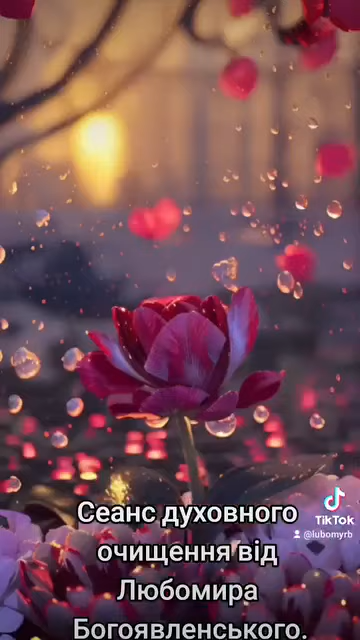 TikTok
@lubomyrb
Сеанс духовного
очищення від
Любомира
Богоявленського.